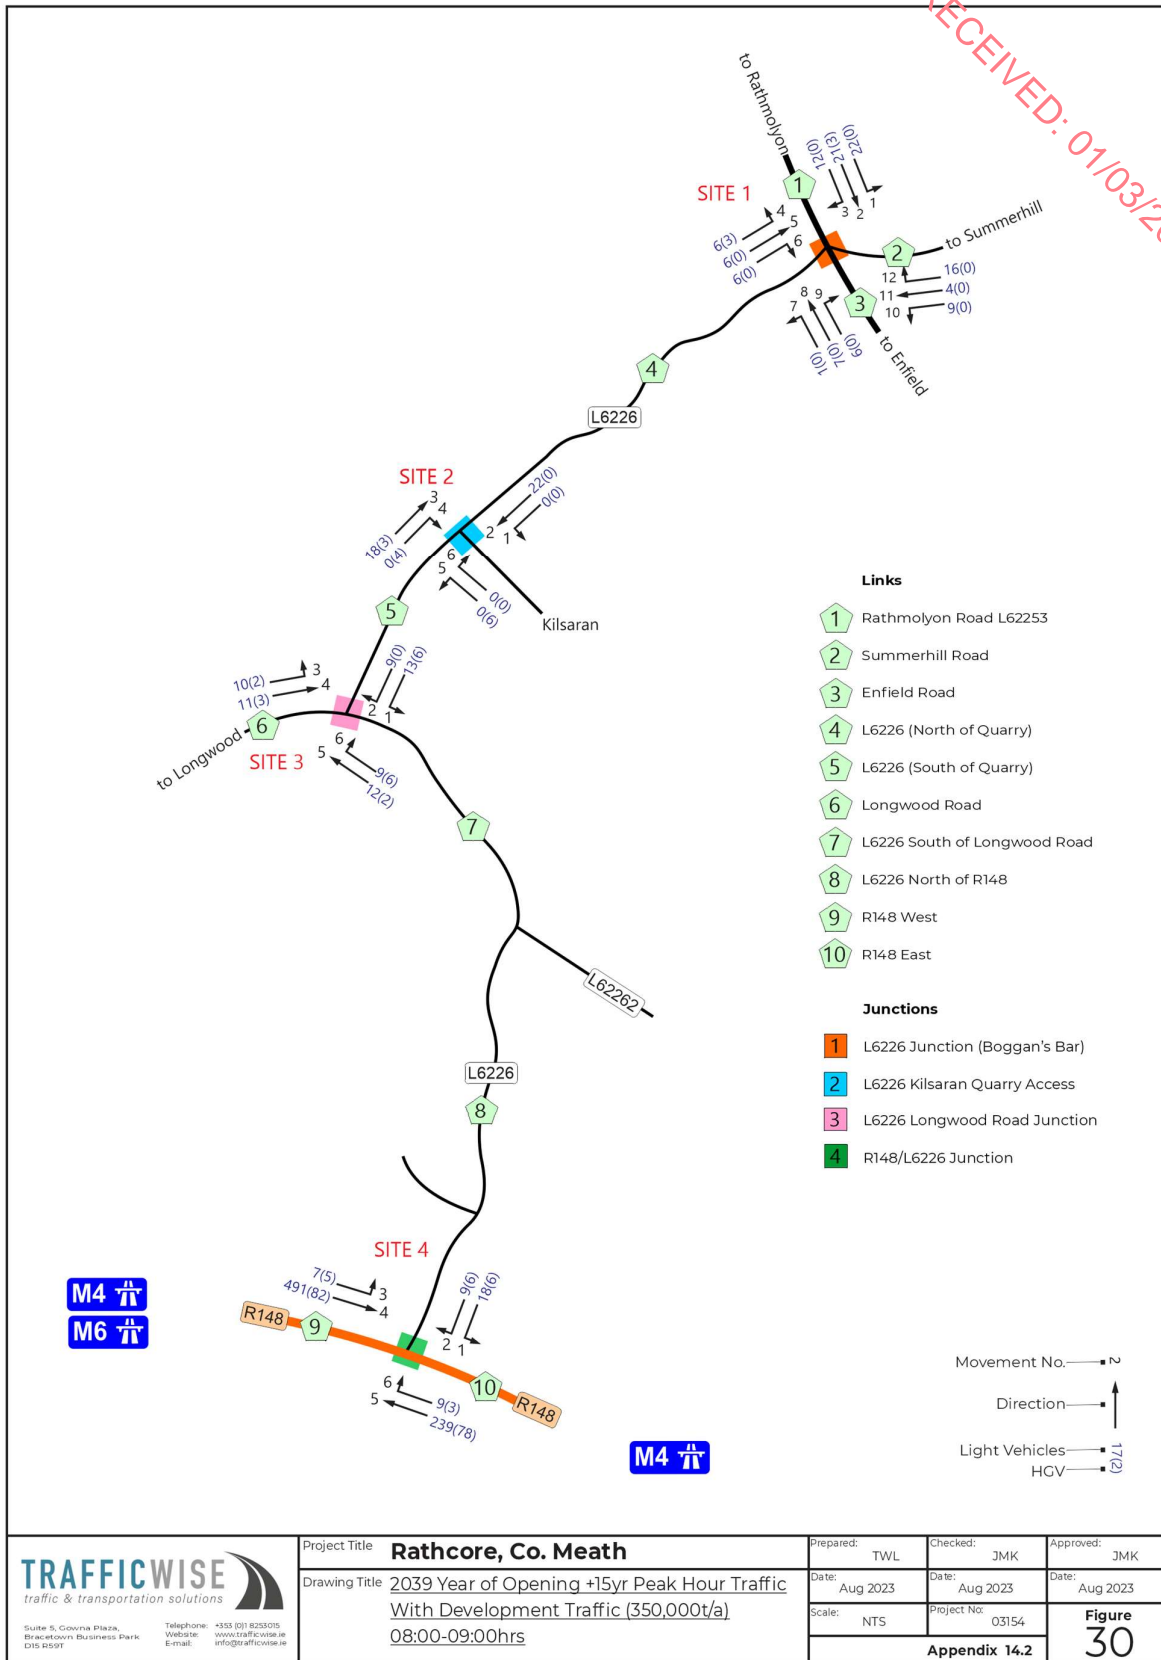 RECEIVED: 01/03/20
to Rathmolyon
12(0)
21(3)
22(0)
SITE 1
1
3
2
1
4
5
6
6(3)
6(0)
6(0)
to Summerhill
2
12
16(0)
11
4(0)
10
9(0)
3
8
9
7
1(0)
7(0)
6(0)
to Enfield
4
L6226
SITE 2
3
4
18(3)
0(4)
22(0)
0(0)
2
1
6
5
0(0)
0(6)
Kilsaran
5
9(0)
13(6)
10(2)
3
11(3)
4
2
1
6
to Longwood
SITE 3
6
5
9(6)
12(2)
7
L62262
L6226
8
SITE 4
7(5)
3
491(82)
4
9(6)
18(6)
2
1
M4
M6
R148
9
6
9(3)
5
239(78)
10
R148
M4
Links
1 Rathmolyon Road L62253
2 Summerhill Road
3 Enfield Road
4 L6226 (North of Quarry)
5 L6226 (South of Quarry)
6 Longwood Road
7 L6226 South of Longwood Road
8 L6226 North of R148
9 R148 West
10 R148 East
Junctions
1 L6226 Junction (Boggan's Bar)
2 L6226 Kilsaran Quarry Access
3 L6226 Longwood Road Junction
4 R148/L6226 Junction
Movement No. 2
Direction
Light Vehicles 17(2)
HGV
TRAFFICWISE
traffic & transportation solutions
Suite 5, Gowna Plaza,
Bracetown Business Park
D15 R59T
Telephone: +353 (0)1 8253015
Website: www.trafficwise.ie
E-mail: info@trafficwise.ie
Project Title Rathcore, Co. Meath
Drawing Title 2039 Year of Opening +15yr Peak Hour Traffic
With Development Traffic (350,000t/a)
08:00-09:00hrs
Prepared: TWL
Checked: JMK
Approved: JMK
Date: Aug 2023
Date: Aug 2023
Date: Aug 2023
Scale: NTS
Project No: 03154
Figure
30
Appendix 14.2